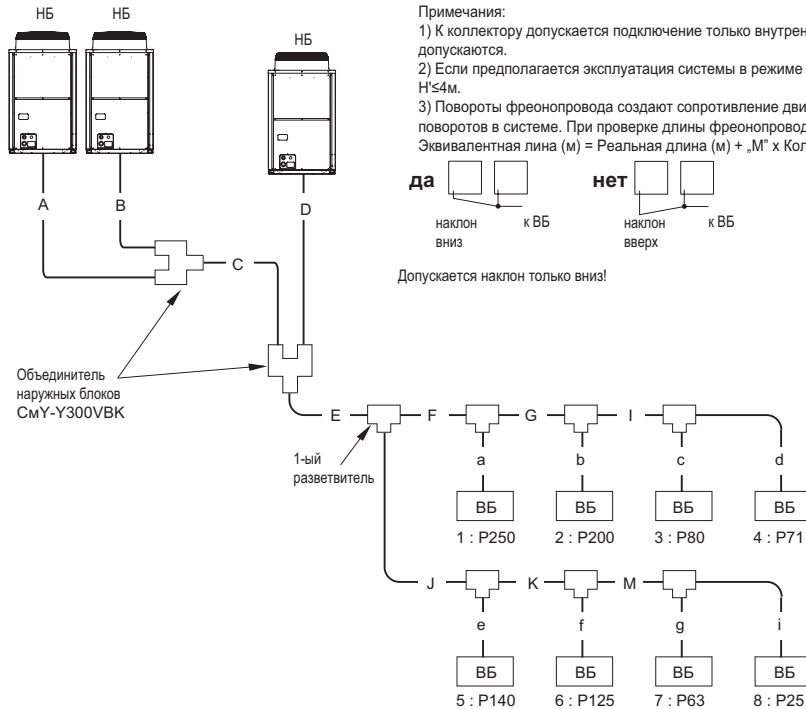 НБ
НБ
НБ
Примечания:
1) К коллектору допускается подключение только внутрен
допускаются.
2) Если предполагается эксплуатация системы в режиме
H'≤4м.
3) Повороты фреонопровода создают сопротивление дви
поворотов в системе. При проверке длины фреонопровод
Эквивалентная лина (м) = Реальная длина (м) + „М" х Кол
да
нет
наклон
вниз
к ВБ
наклон
вверх
к ВБ
Допускается наклон только вниз!
A
B
D
C
Объединитель
наружных блоков
СмY-Y300VBK
1-ый
разветвитель
E
F
G
I
a
b
c
d
ВБ
ВБ
ВБ
ВБ
1 : P250
2 : P200
3 : P80
4 : P71
J
K
M
e
f
g
i
ВБ
ВБ
ВБ
ВБ
5 : P140
6 : P125
7 : P63
8 : P25